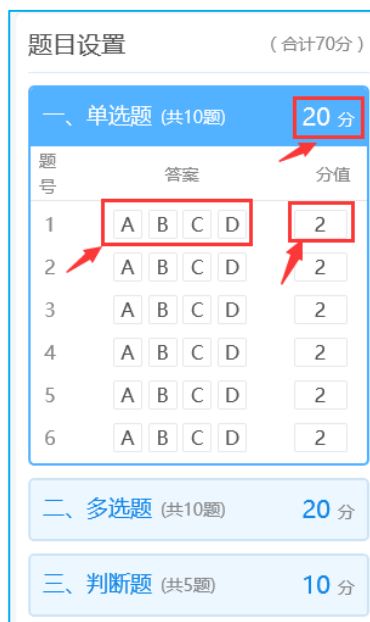 题目设置 （合计70分）
一、单选题 (共10题) 20 分
题号 答案 分值
1 A B C D 2
2 A B C D 2
3 A B C D 2
4 A B C D 2
5 A B C D 2
6 A B C D 2
二、多选题 (共10题) 20 分
三、判断题 (共5题) 10 分